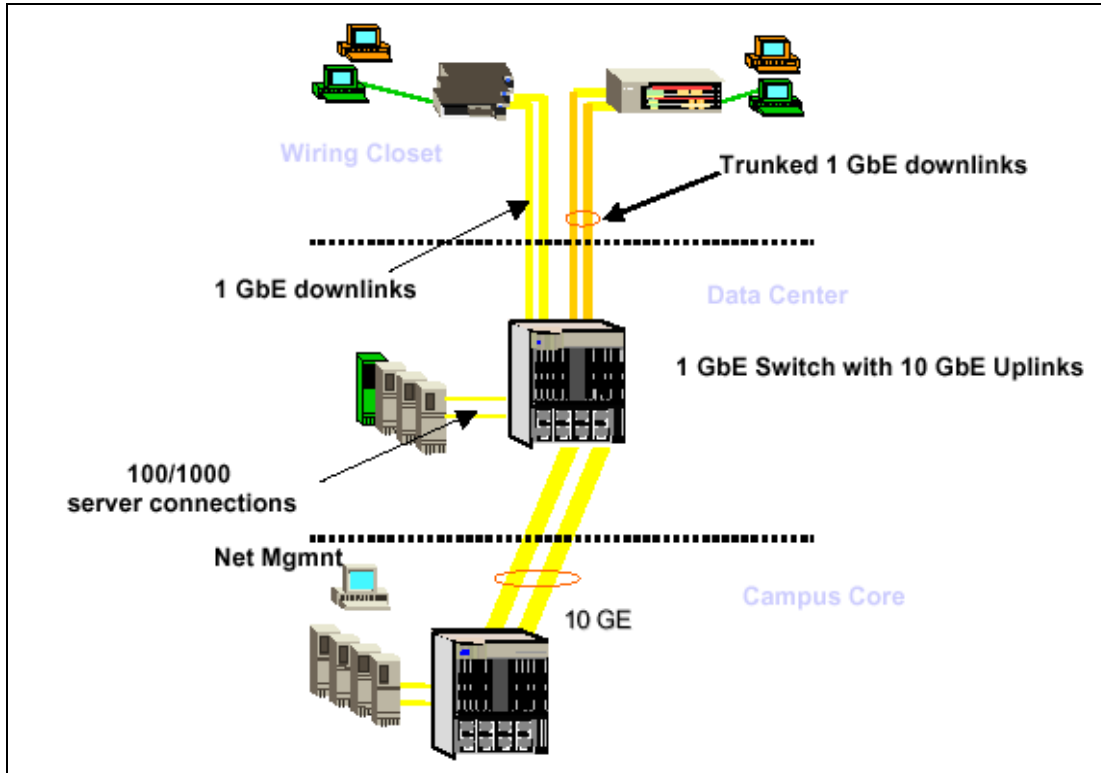 Wiring Closet
Trunked 1 GbE downlinks
1 GbE downlinks
Data Center
1 GbE Switch with 10 GbE Uplinks
100/1000
server connections
Net Mgmnt
Campus Core
10 GE